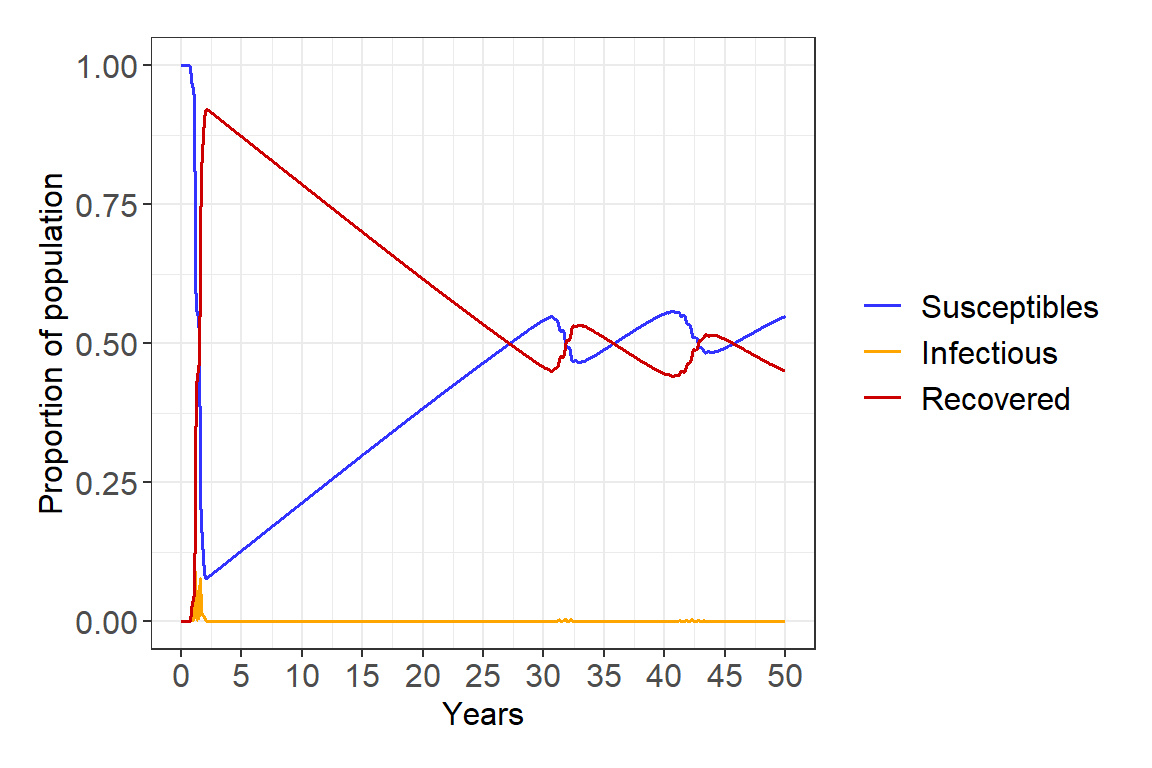 1.00
0.75
0.50
0.25
0.00
Proportion of population
0 5 10 15 20 25 30 35 40 45 50
Years
Susceptibles
Infectious
Recovered